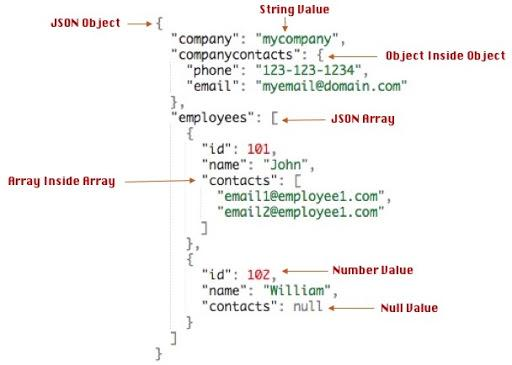 String Value
JSON Object {
"company": "mycompany",
"companycontacts": { Object Inside Object
"phone": "123-123-1234",
"email": "myemail@domain.com"
},
"employees": [ JSON Array
{
"id": 101,
"name": "John",
Array Inside Array "contacts": [
"email1@employee1.com",
"email2@employee1.com"
]
},
{
"id": 102, Number Value
"name": "William",
"contacts": null Null Value
}
]
}